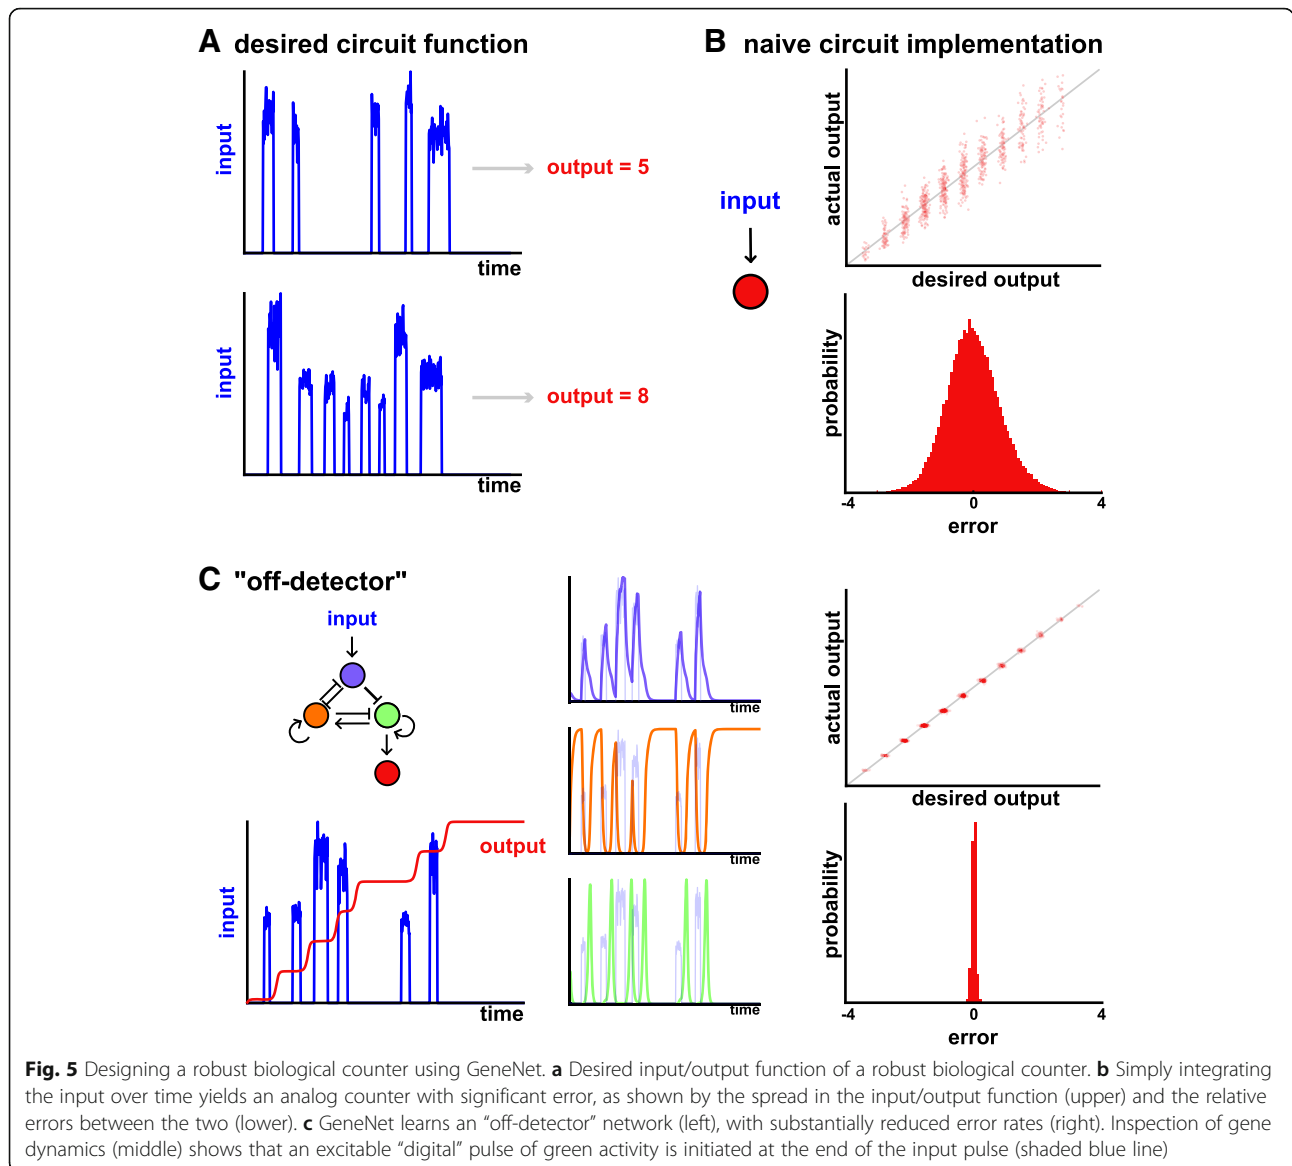 A desired circuit function
input
output = 5
time
input
output = 8
time
B naive circuit implementation
input
actual output
desired output
probability
-4 0 4
error
C "off-detector"
input
input
output
time
time
time
time
actual output
desired output
probability
-4 0 4
error
Fig. 5 Designing a robust biological counter using GeneNet. a Desired input/output function of a robust biological counter. b Simply integrating
the input over time yields an analog counter with significant error, as shown by the spread in the input/output function (upper) and the relative
errors between the two (lower). c GeneNet learns an “off-detector” network (left), with substantially reduced error rates (right). Inspection of gene
dynamics (middle) shows that an excitable “digital” pulse of green activity is initiated at the end of the input pulse (shaded blue line)